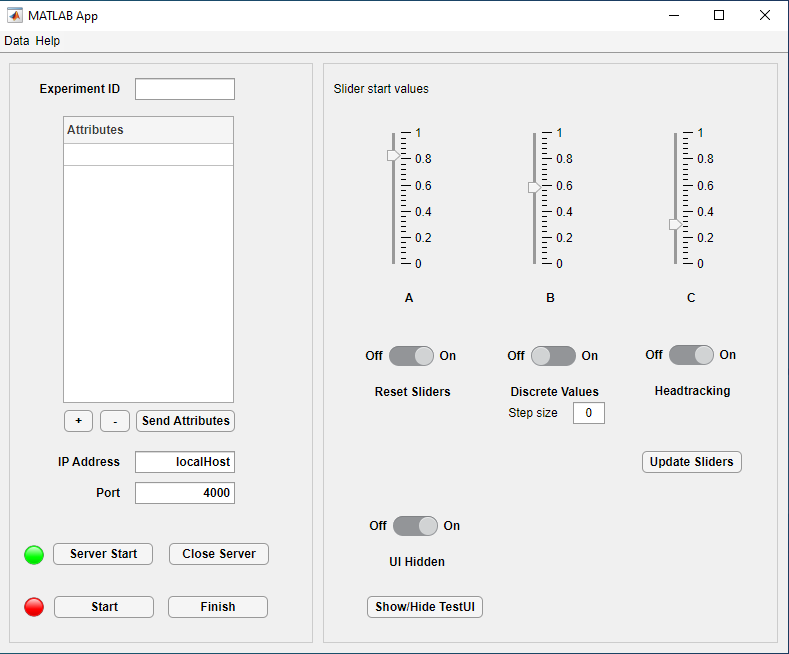 MATLAB App
Data Help
Experiment ID
Attributes
+ - Send Attributes
IP Address localHost
Port 4000
Server Start Close Server
Start Finish
Slider start values
1 1 1
0.8 0.8 0.8
0.6 0.6 0.6
0.4 0.4 0.4
0.2 0.2 0.2
0 0 0
A B C
Off On Off On Off On
Reset Sliders Discrete Values Headtracking
Step size 0
Update Sliders
Off On
UI Hidden
Show/Hide TestUI